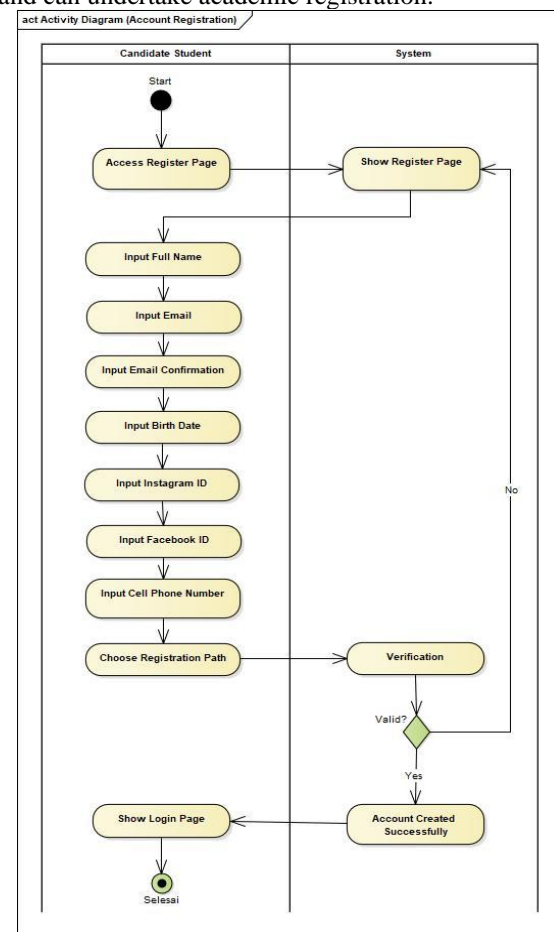 and can undertake academic registration.
act Activity Diagram (Account Registration)
Candidate Student
System
Start
Access Register Page
Show Register Page
Input Full Name
Input Email
Input Email Confirmation
Input Birth Date
Input Instagram ID
Input Facebook ID
No
Input Cell Phone Number
Choose Registration Path
Verification
Valid?
Yes
Show Login Page
Account Created
Successfully
Selesai